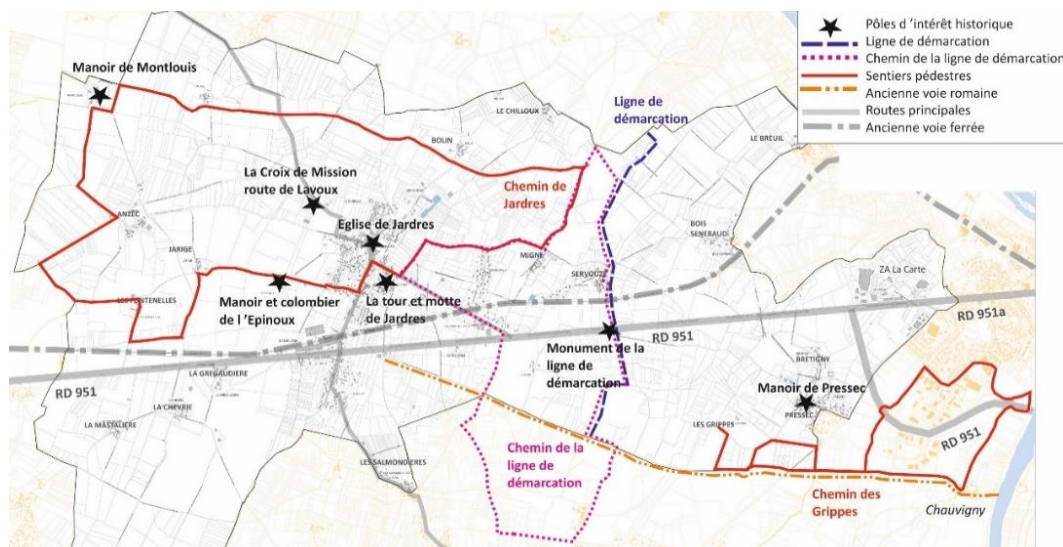 Pôles d 'intérêt historique
Ligne de démarcation
Chemin de la ligne de démarcation
Sentiers pédestres
Ancienne voie romaine
Routes principales
Ancienne voie ferrée
Manoir de Montlouis
LE CHILLOUX
Ligne de
démarcation
LE BREUIL
BOLIN
La Croix de Mission
route de Lavoux
Chemin de
Jardres
ANZEC
Eglise de Jardres
BOIS
SENEBAUD
JARIGE
MIGNE
SERVOUZE
ZA La Carte
LES FONTENELLES
Manoir et colombier
de l 'Epinoux
La tour et motte
de Jardres
RD 951a
RD 951
Monument de la
ligne de
démarcation
BRETIGNY
LA GREGAUDIERE
RD 951
Manoir de Pressec
LA CHEVRIE
PRESSEC
LA MASTALIERE
LES GRIPPES
RD 951
Chemin de la
ligne de
démarcation
LES SALMONDIERES
Chemin des
Grippes
Chauvigny